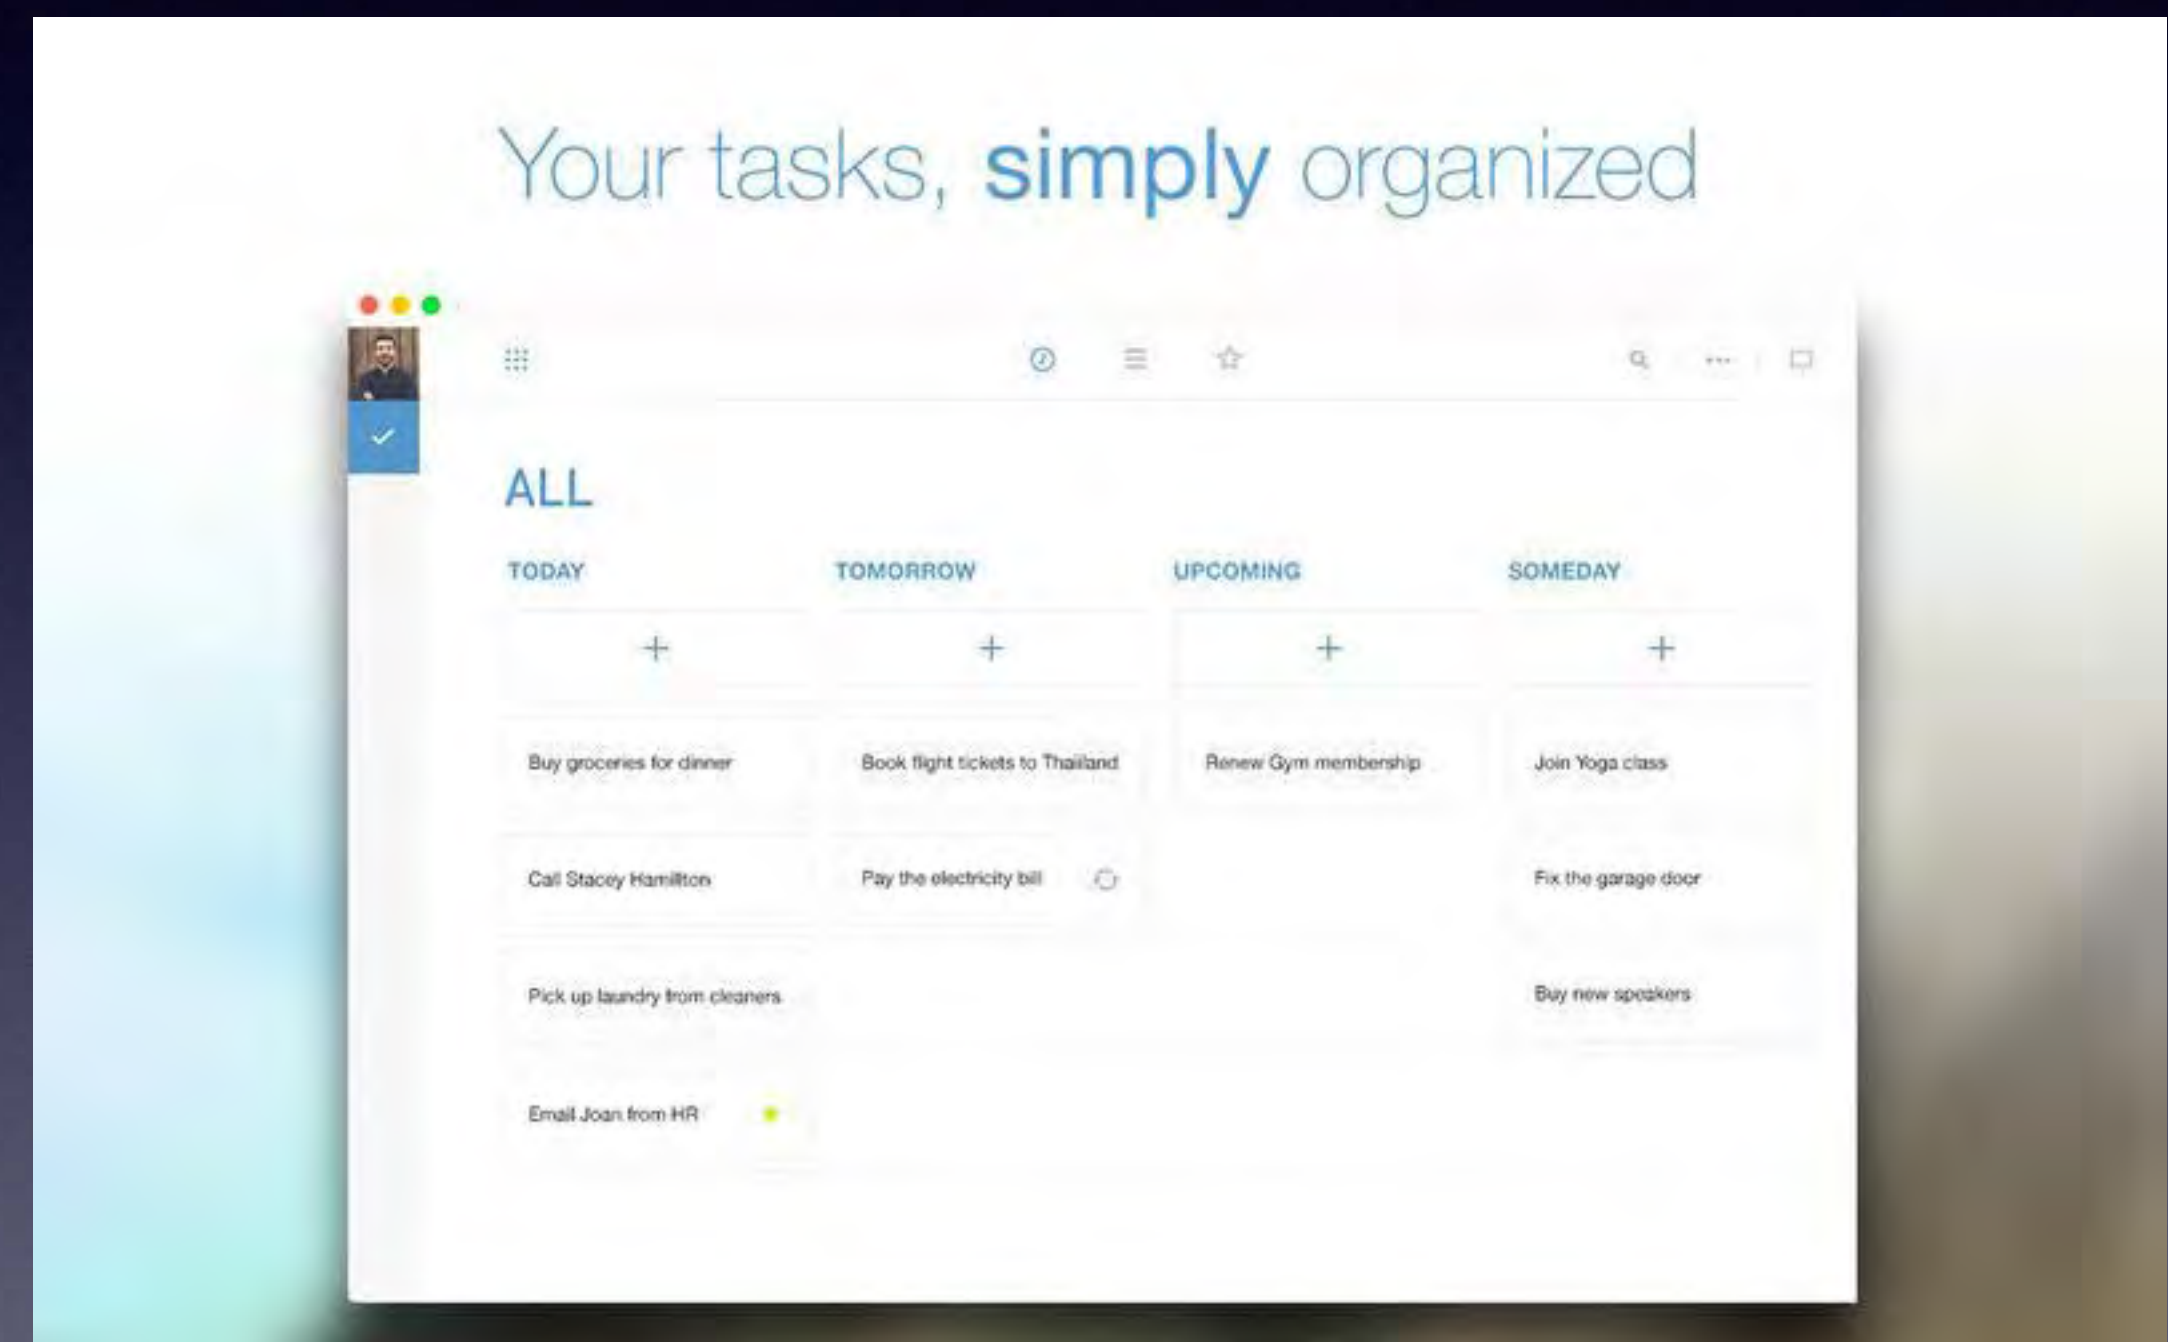 Your tasks, simply organized
ALL
TODAY
TOMORROW
UPCOMING
SOMEDAY
Buy groceries for dinner
Book flight tickets to Thailand
Renew Gym membership
Join Yoga class
Call Stacey Hamillton
Pay the electricity bill
Fix the garage door
Pick up laundry from cleaners
Buy new speakers
Email Joan from HR